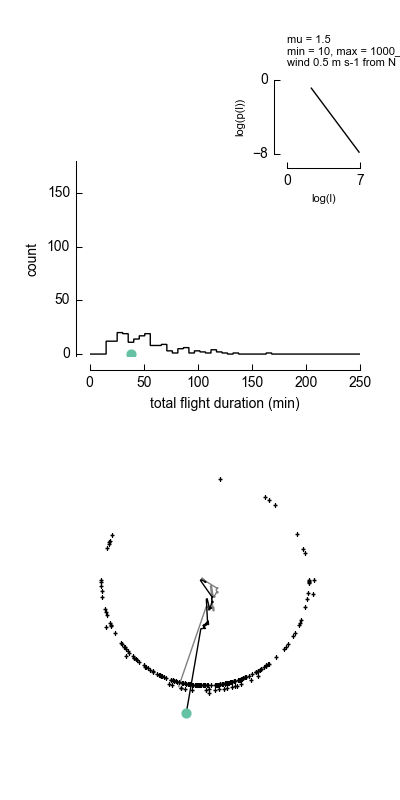 mu = 1.5
min = 10, max = 1000_
wind 0.5 m s-1 from N
0
log(p(l))
−8
0 7
log(l)
150
100
count
50
0
0 50 100 150 200 250
total flight duration (min)